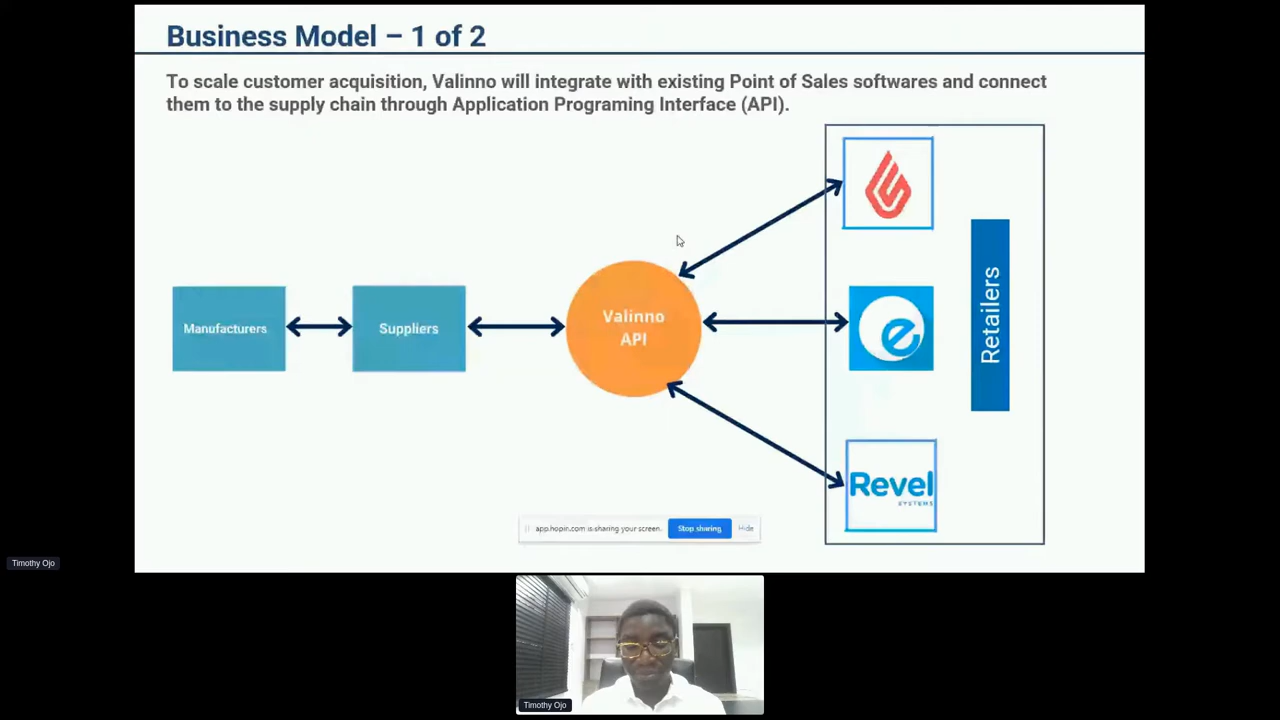 Business Model – 1 of 2
To scale customer acquisition, Valinno will integrate with existing Point of Sales softwares and connect
them to the supply chain through Application Programing Interface (API).
Manufacturers
Suppliers
Valinno
API
Retailers
Revel
SYSTEMS
app.hopin.com is sharing your screen.
Stop sharing
Hide
Timothy Ojo
Timothy Ojo